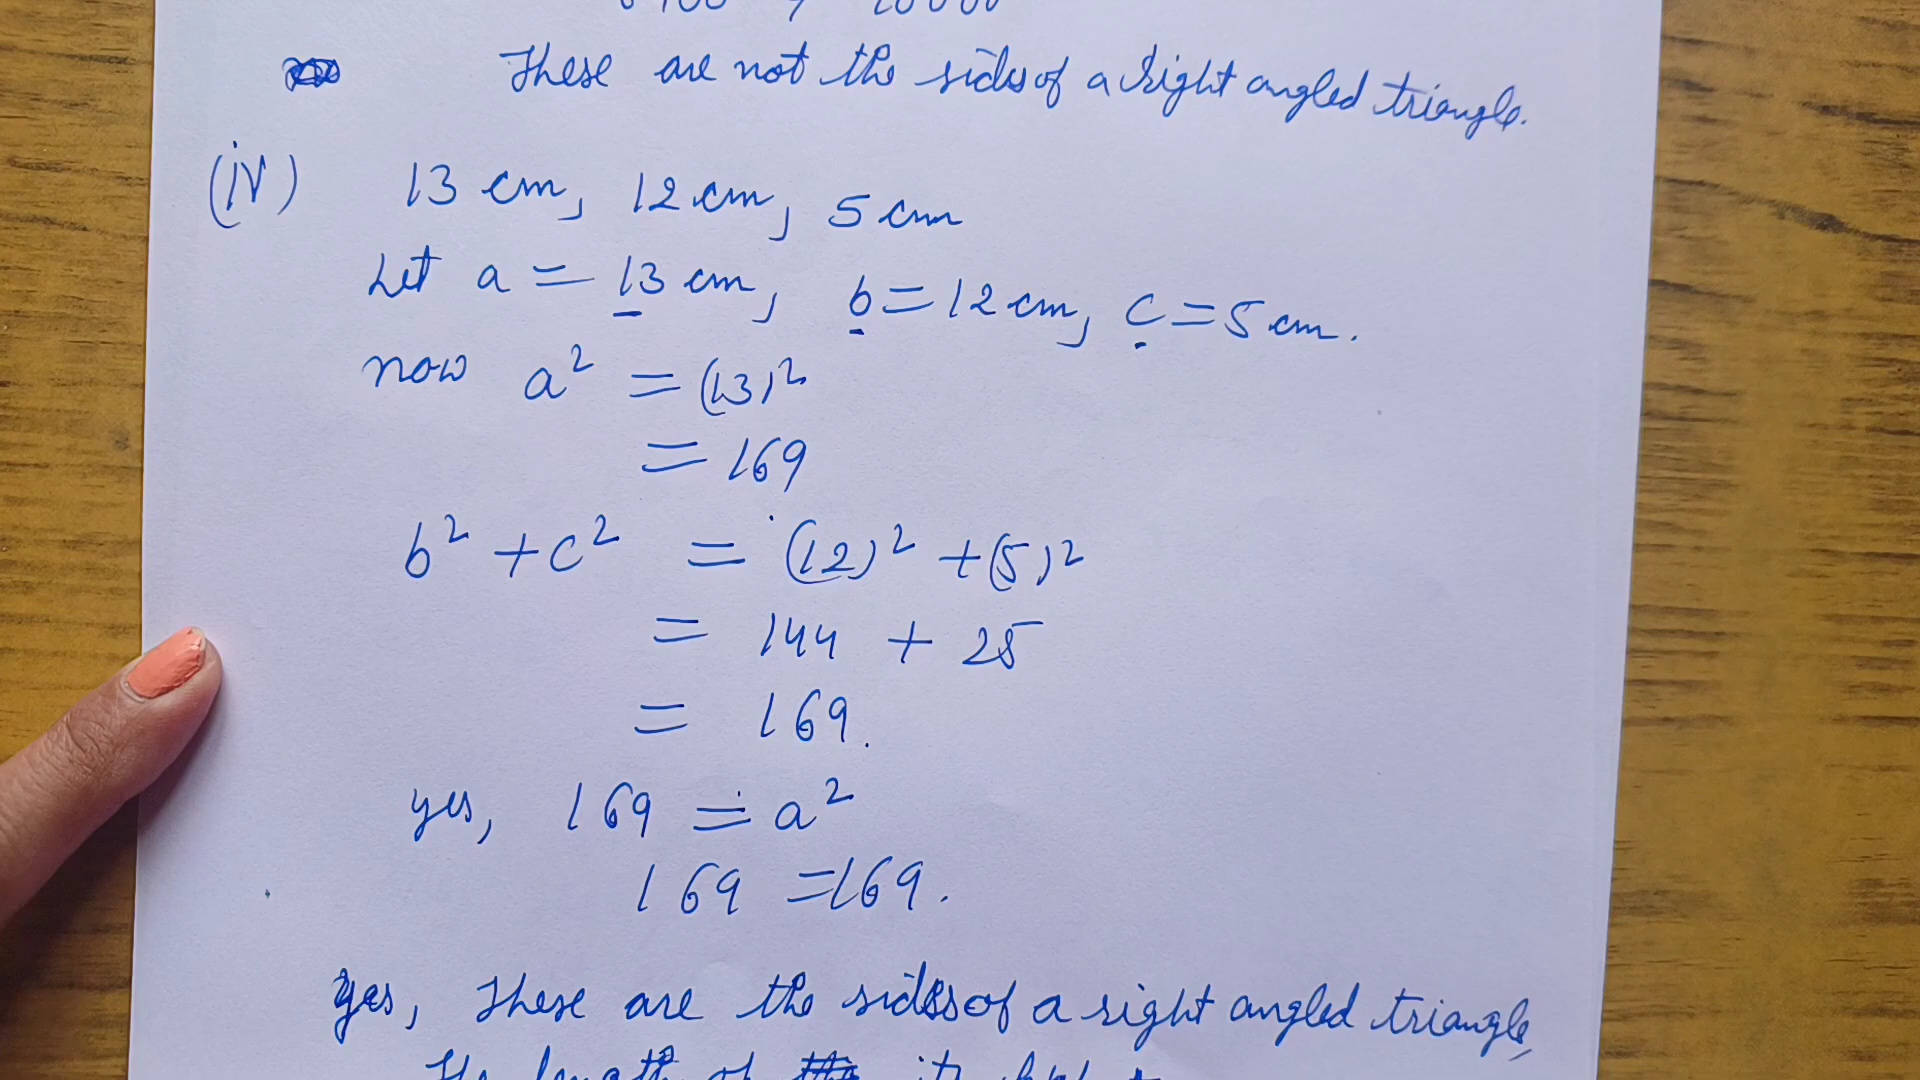 These are not the sides of a right angled triangle.
(iv) 13 cm, 12 cm, 5 cm
Let a = 13 cm, b = 12 cm, c = 5 cm.
now a² = (13)²
= 169
b² + c² = (12)² + (5)²
= 144 + 25
= 169.
yes, 169 = a²
169 = 169.
yes, These are the sides of a right angled triangle,
length of